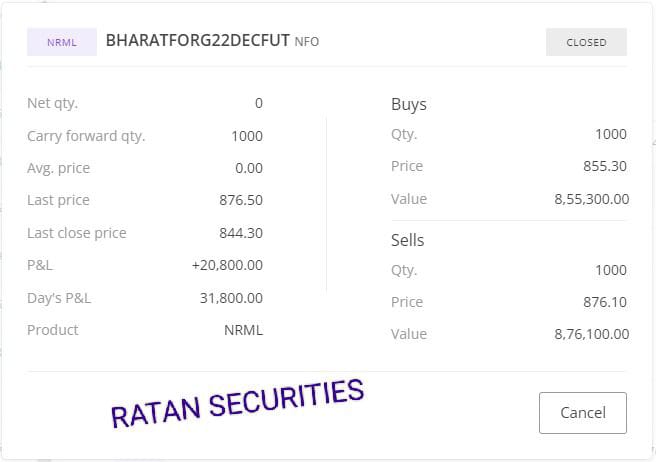 NRML BHARATFORG22DECFUT NFO CLOSED
Net qty. 0
Carry forward qty. 1000
Avg. price 0.00
Last price 876.50
Last close price 844.30
P&L +20,800.00
Day's P&L 31,800.00
Product NRML
Buys
Qty. 1000
Price 855.30
Value 8,55,300.00
Sells
Qty. 1000
Price 876.10
Value 8,76,100.00
RATAN SECURITIES
Cancel